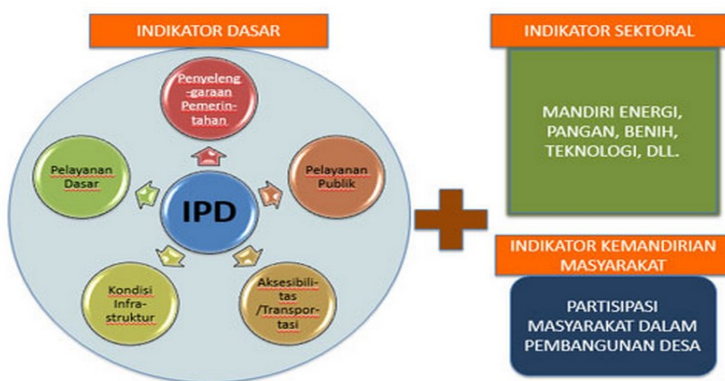 INDIKATOR DASAR
Penyeleng
-garaan
Pemerin-
tahan
Pelayanan
Dasar
Pelayanan
Publik
IPD
Kondisi
Infra-
struktur
Aksesibili-
tas
/Transpor-
tasi
INDIKATOR SEKTORAL
MANDIRI ENERGI,
PANGAN, BENIH,
TEKNOLOGI, DLL.
INDIKATOR KEMANDIRIAN
MASYARAKAT
PARTISIPASI
MASYARAKAT DALAM
PEMBANGUNAN DESA